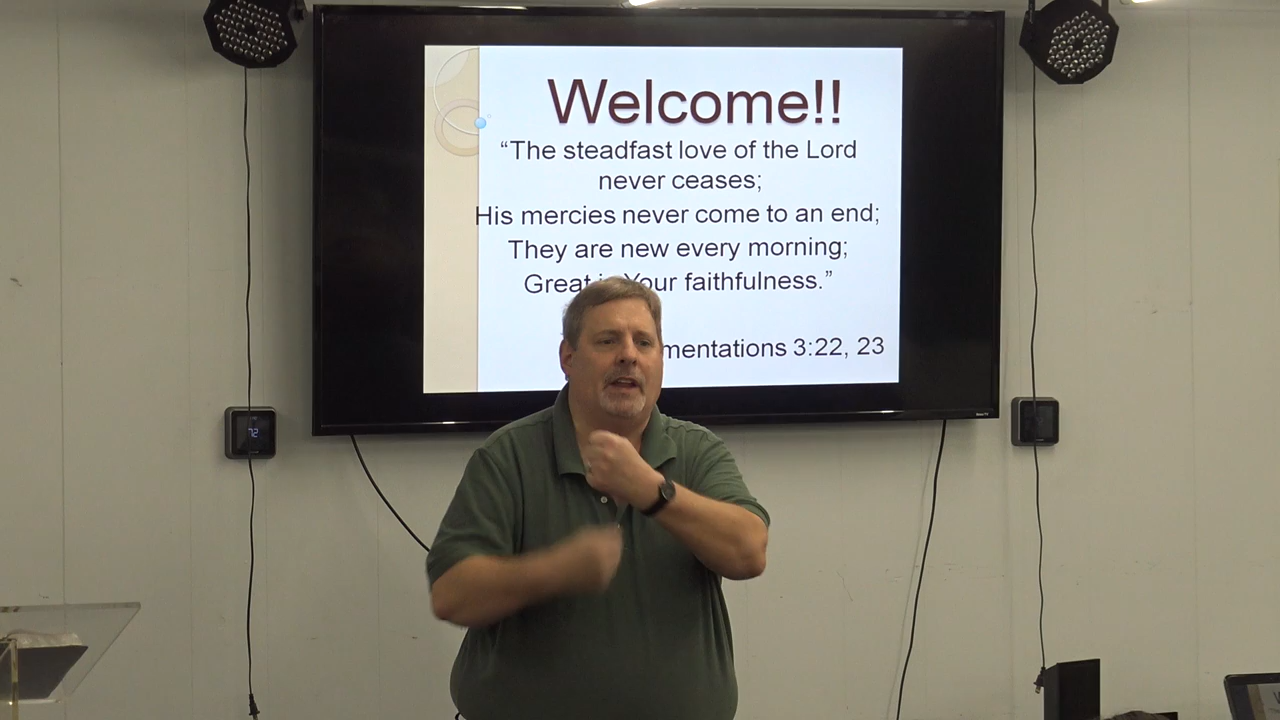 Welcome!!
“The steadfast love of the Lord
never ceases;
His mercies never come to an end;
They are new every morning;
Great Your faithfulness.”
mentations 3:22, 23
72